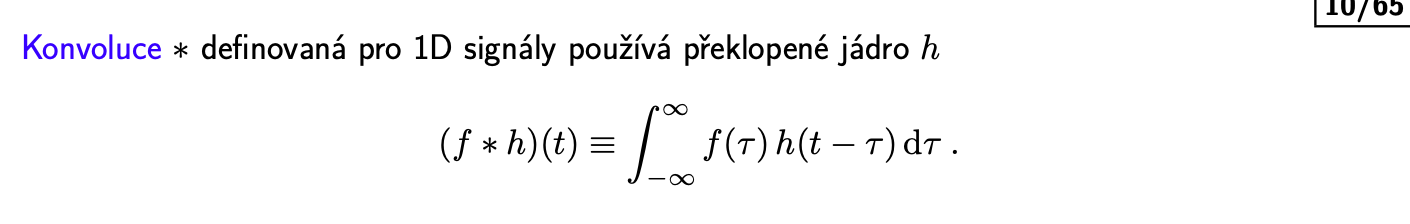 10/65
Konvoluce ∗ definovaná pro 1D signály používá překlopené jádro h
(f ∗ h)(t) ≡ ∫_{−∞}^{∞} f(τ) h(t − τ) dτ .